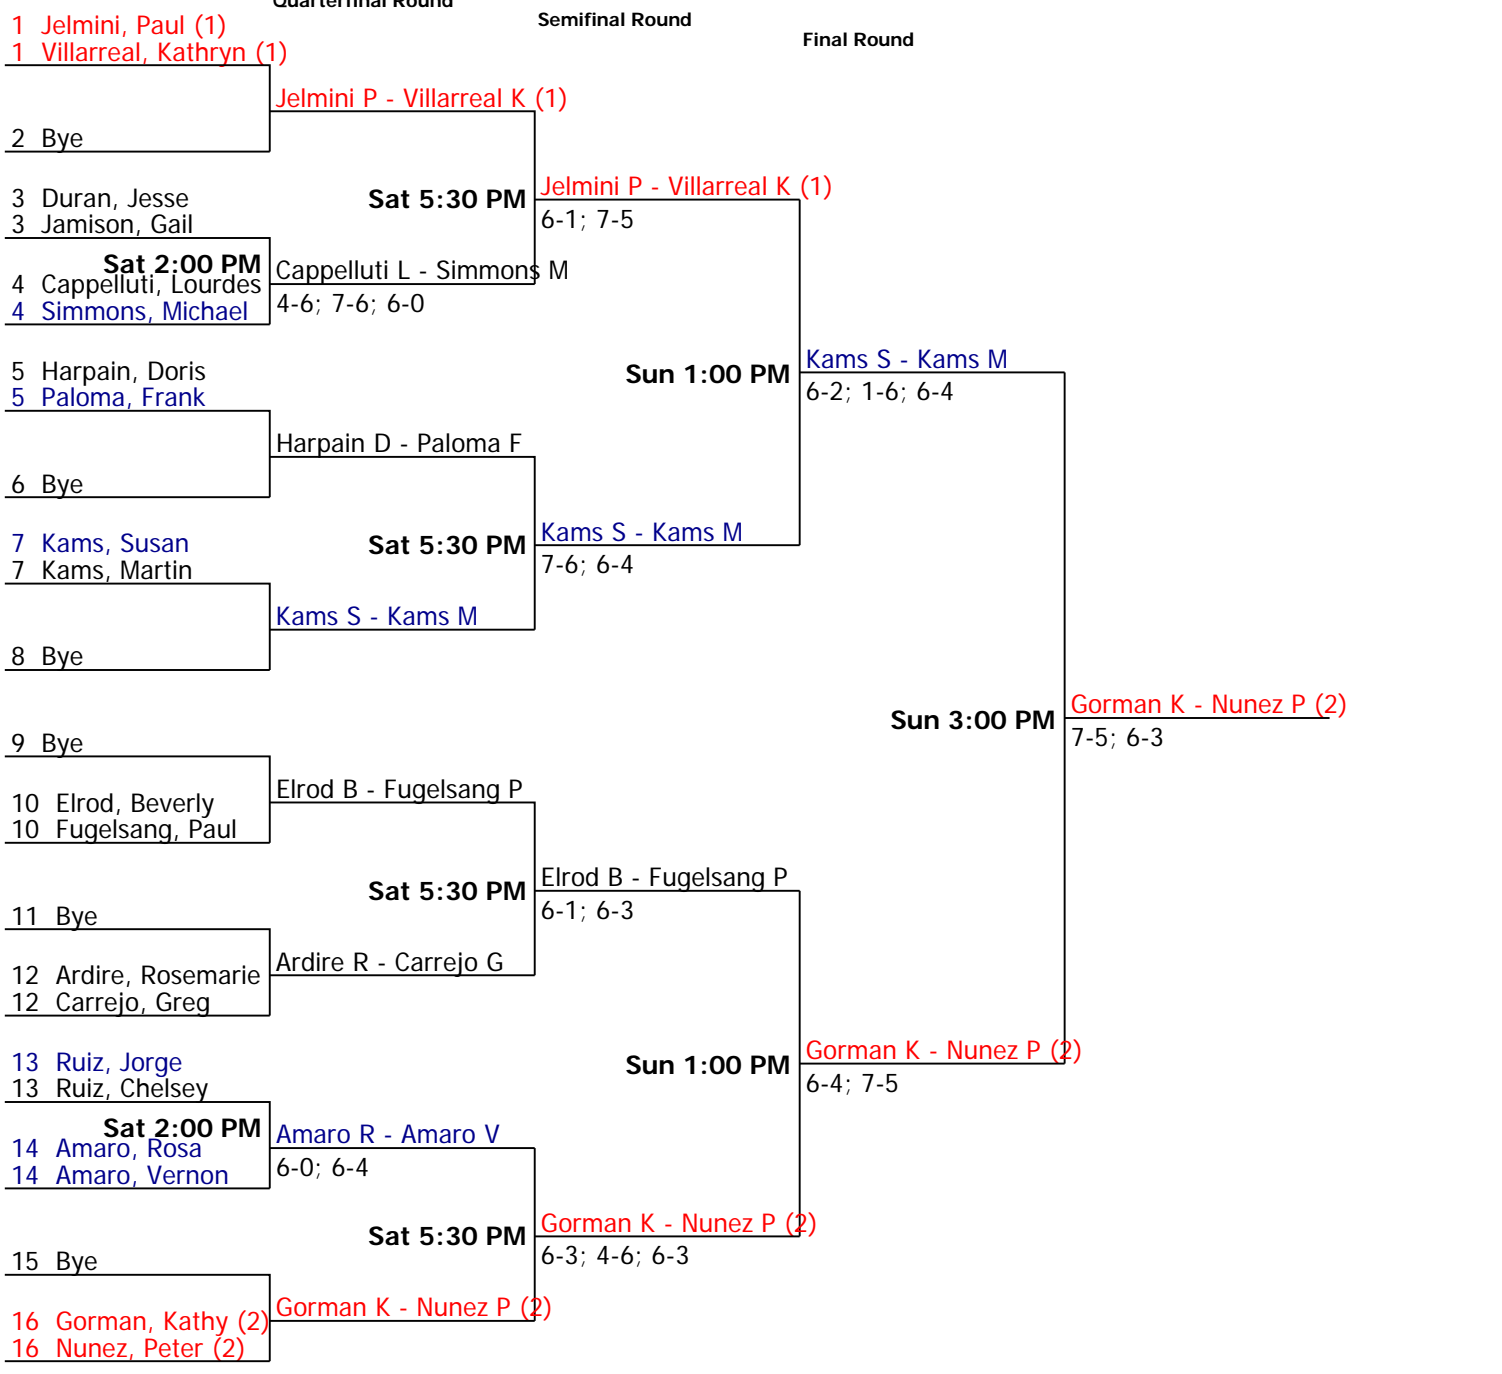 Quarterfinal Round
Semifinal Round
Final Round
1 Jelmini, Paul (1)
1 Villarreal, Kathryn (1)
Jelmini P - Villarreal K (1)
2 Bye
3 Duran, Jesse
3 Jamison, Gail
Sat 5:30 PM
Jelmini P - Villarreal K (1)
6-1; 7-5
Sat 2:00 PM
4 Cappelluti, Lourdes
4 Simmons, Michael
Cappelluti L - Simmons M
4-6; 7-6; 6-0
5 Harpain, Doris
5 Paloma, Frank
Sun 1:00 PM
Kams S - Kams M
6-2; 1-6; 6-4
Harpain D - Paloma F
6 Bye
7 Kams, Susan
7 Kams, Martin
Sat 5:30 PM
Kams S - Kams M
7-6; 6-4
Kams S - Kams M
8 Bye
Sun 3:00 PM
Gorman K - Nunez P (2)
7-5; 6-3
9 Bye
Elrod B - Fugelsang P
10 Elrod, Beverly
10 Fugelsang, Paul
Sat 5:30 PM
Elrod B - Fugelsang P
6-1; 6-3
11 Bye
Ardire R - Carrejo G
12 Ardire, Rosemarie
12 Carrejo, Greg
13 Ruiz, Jorge
13 Ruiz, Chelsey
Sun 1:00 PM
Gorman K - Nunez P (2)
6-4; 7-5
Sat 2:00 PM
14 Amaro, Rosa
14 Amaro, Vernon
Amaro R - Amaro V
6-0; 6-4
Sat 5:30 PM
Gorman K - Nunez P (2)
6-3; 4-6; 6-3
15 Bye
Gorman K - Nunez P (2)
16 Gorman, Kathy (2)
16 Nunez, Peter (2)